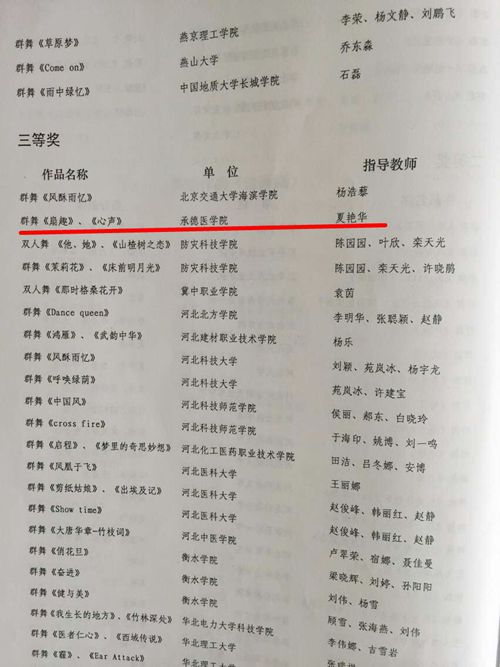 李荣、杨文静、刘鹏飞
群舞《草原梦》 燕京理工学院 乔东淼
群舞《Come on》 燕山大学 石磊
群舞《雨中绿忆》 中国地质大学长城学院
三等奖
作品名称 单 位 指导教师
群舞《风酥雨忆》 北京交通大学海滨学院 杨浩藜
群舞《扇趣》、《心声》 承德医学院 夏艳华
双人舞《他、她》、《山楂树之恋》 防灾科技学院 陈园园、叶欣、栾天光
群舞《茉莉花》、《床前明月光》 防灾科技学院 陈园园、栾天光、许晓鹃
双人舞《那时格桑花开》 冀中职业学院 袁茵
群舞《Dance queen》 河北北方学院 李明华、张聪颖、赵静
群舞《鸿雁》、《武韵中华》 河北建材职业技术学院 杨乐
群舞《风酥雨忆》 河北科技大学 刘颖、苑岚冰、杨宇龙
群舞《呼唤绿荫》 河北科技大学 苑岚冰、许建宝
群舞《中国风》 河北科技师范学院 侯丽、郝东、白晓玲
群舞《cross fire》 河北科技师范学院 于海印、姚博、刘一鸣
群舞《启程》、《梦里的奇思妙想》 河北化工医药职业技术学院 田洁、吕冬娜、安博
群舞《凤凰于飞》 河北医科大学 王丽娜
群舞《剪纸姑娘》、《出埃及记》 河北医科大学 赵俊峰、韩丽红、赵静
群舞《Show time》 河北医科大学 赵俊峰、韩丽红、赵静
群舞《大唐华章-竹枝词》 河北中医学院 卢翠荣、宿娜、聂佳曼
群舞《俏花旦》 衡水学院 梁晓辉、刘婷、孙阳阳
群舞《奋进》 衡水学院 刘伟、杨雪
群舞《健与美》 衡水学院 顾雪、张海燕、刘伟
群舞《我生长的地方》、《竹林深处》 华北电力大学科技学院 李伟娜、古雪岩
群舞《医者仁心》、《西域传说》 华北理工大学
群舞《霾》、《Ear Attack》 华北理工大学